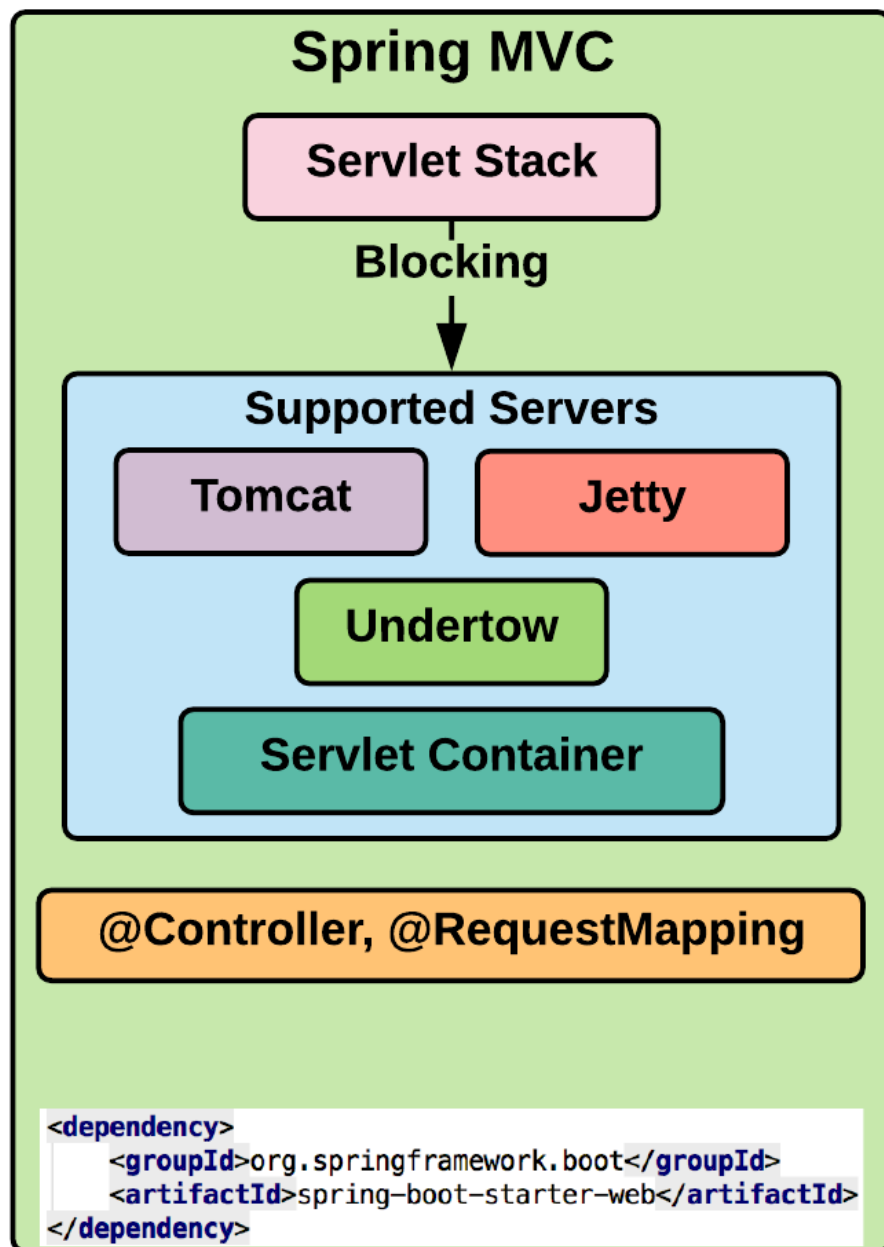 Spring MVC
Servlet Stack
Blocking
Supported Servers
Tomcat
Jetty
Undertow
Servlet Container
@Controller, @RequestMapping
<dependency>
<groupId>org.springframework.boot</groupId>
<artifactId>spring-boot-starter-web</artifactId>
</dependency>